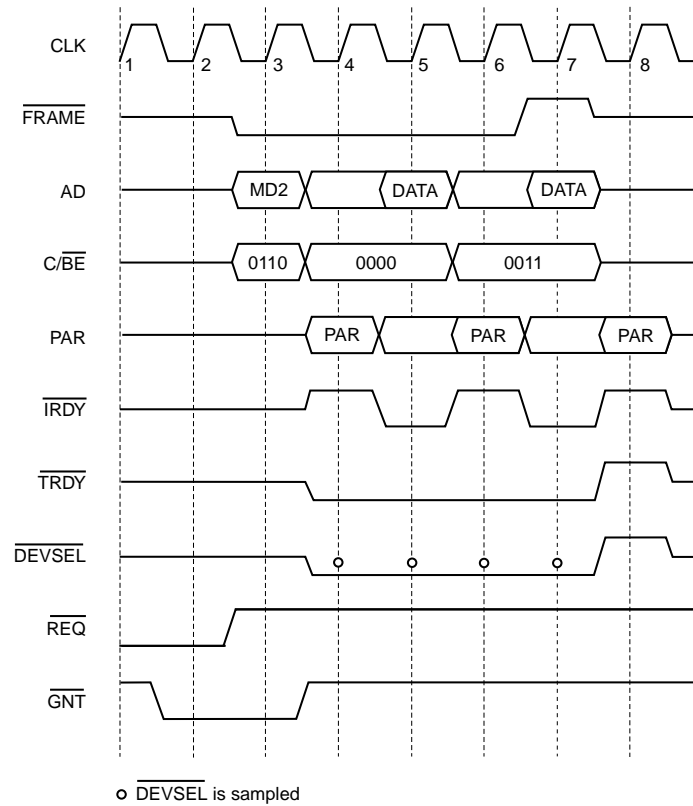 CLK
1 2 3 4 5 6 7 8
FRAME
AD MD2 DATA DATA
C/BE 0110 0000 0011
PAR PAR PAR PAR
IRDY
TRDY
DEVSEL
REQ
GNT
DEVSEL is sampled